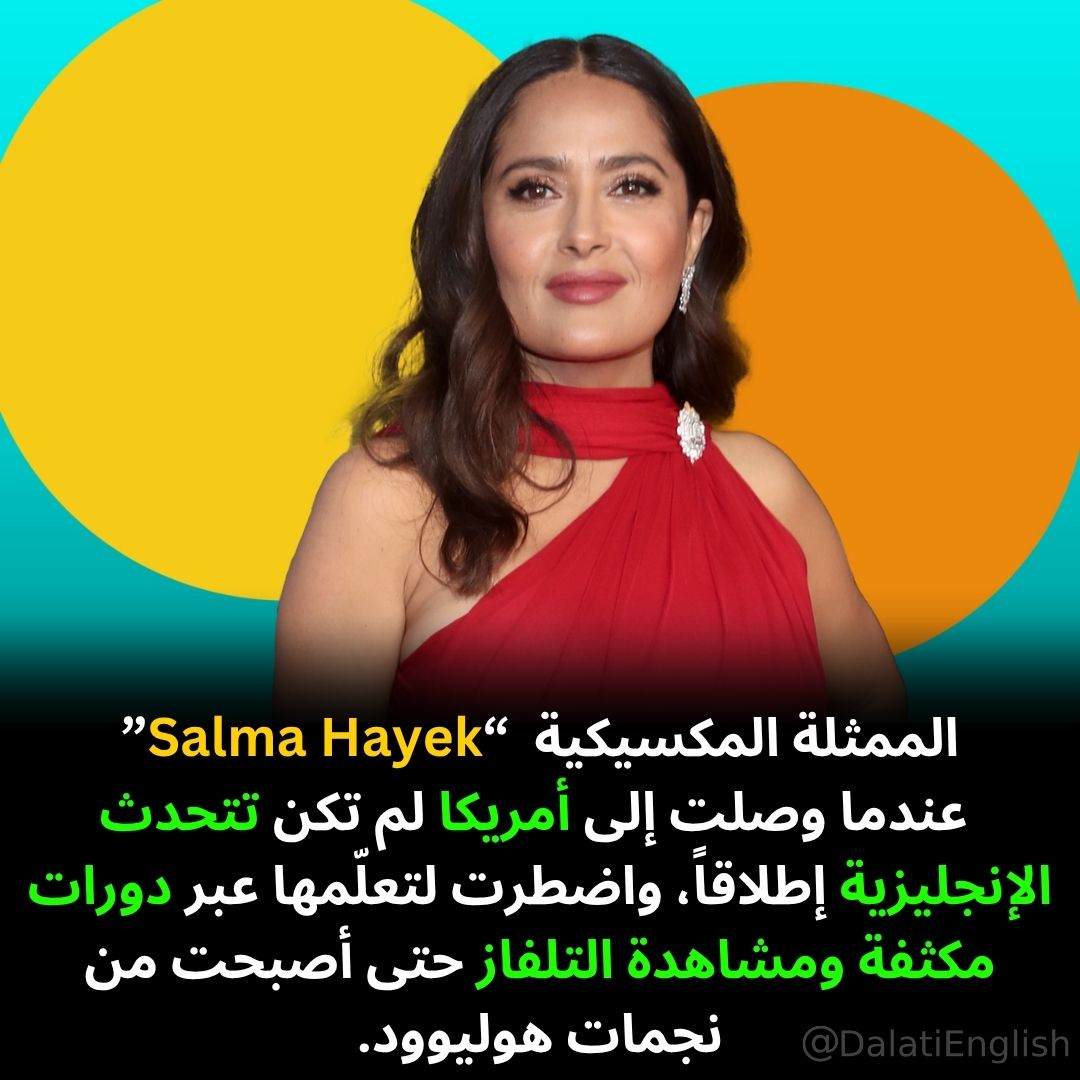 الممثلة المكسيكية “Salma Hayek”
عندما وصلت إلى أمريكا لم تكن تتحدث
الإنجليزية إطلاقاً، واضطرت لتعلّمها عبر دورات
مكثفة ومشاهدة التلفاز حتى أصبحت من
نجمات هوليوود.
@DalatiEnglish